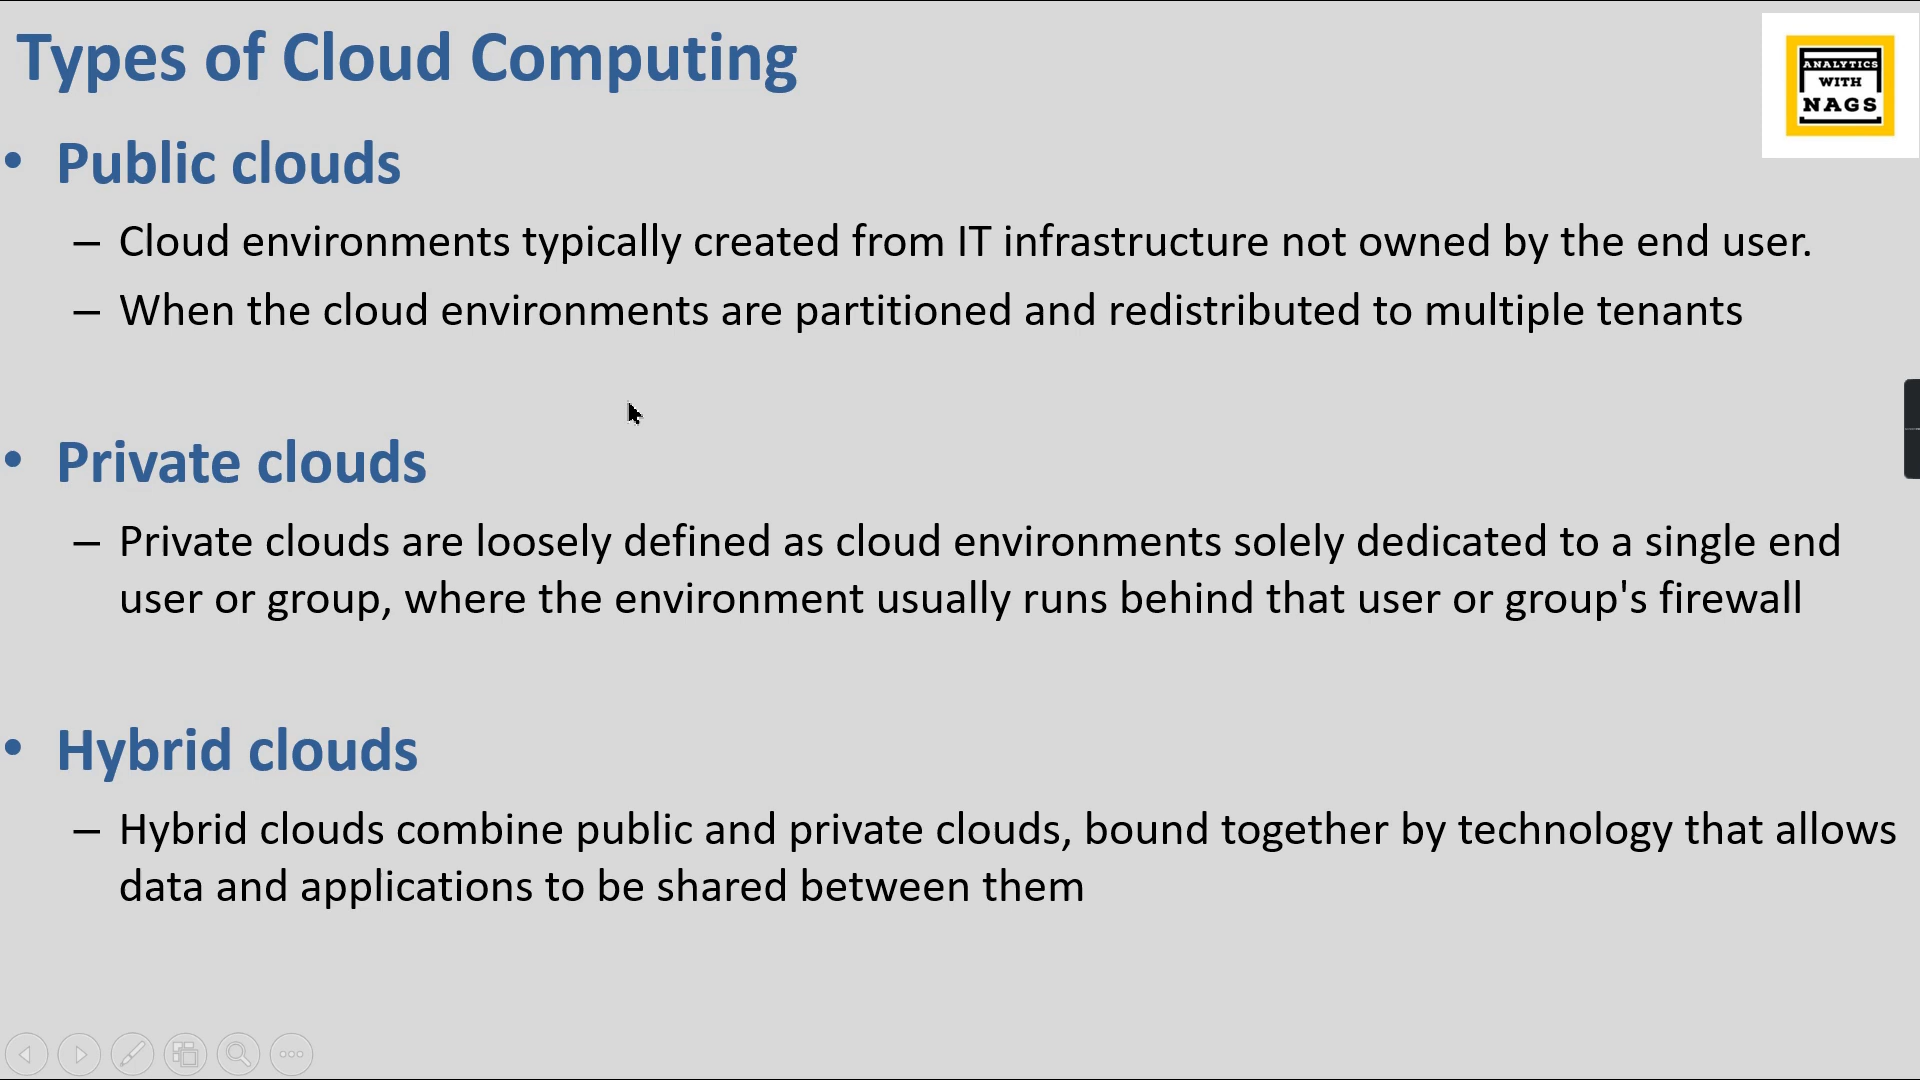 Types of Cloud Computing
ANALYTICS
WITH
NAGS
• Public clouds
– Cloud environments typically created from IT infrastructure not owned by the end user.
– When the cloud environments are partitioned and redistributed to multiple tenants
• Private clouds
– Private clouds are loosely defined as cloud environments solely dedicated to a single end
user or group, where the environment usually runs behind that user or group's firewall
• Hybrid clouds
– Hybrid clouds combine public and private clouds, bound together by technology that allows
data and applications to be shared between them